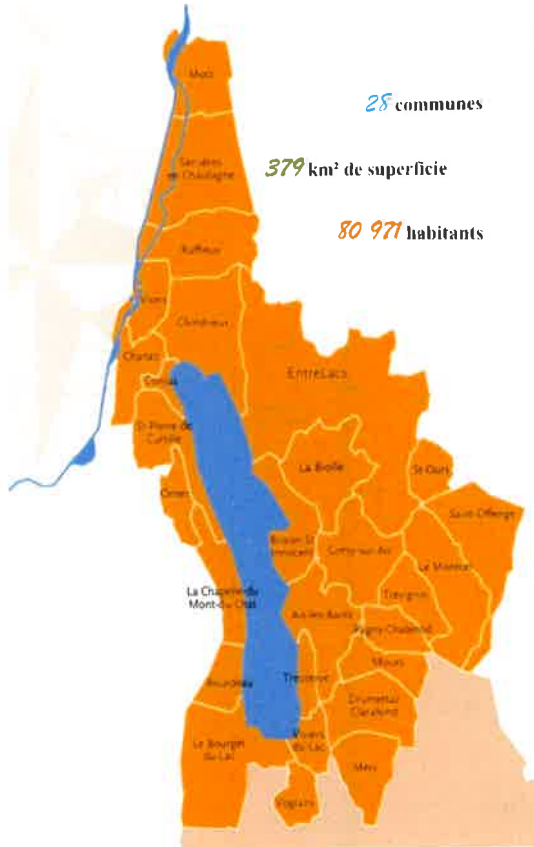 Motz
28 communes
Serrières
en Chautagne
379 km² de superficie
Ruffieux
80 971 habitants
Vions
Chindrieux
Chanaz
Conjux
Entrelacs
St Pierre de
Curtille
La Biolle
St Ours
Ontex
Saint Offenge
Brison St
Innocent
Grésy-sur-Aix
Le Montcel
La Chapelle du
Mont-du Chat
Trévignin
Aix-les-Bains
Pugny-Chatenod
Mouxy
Bourdeau
Tresserve
Drumettaz
Clarafond
Le Bourget
du Lac
Viviers
du Lac
Méry
Voglans